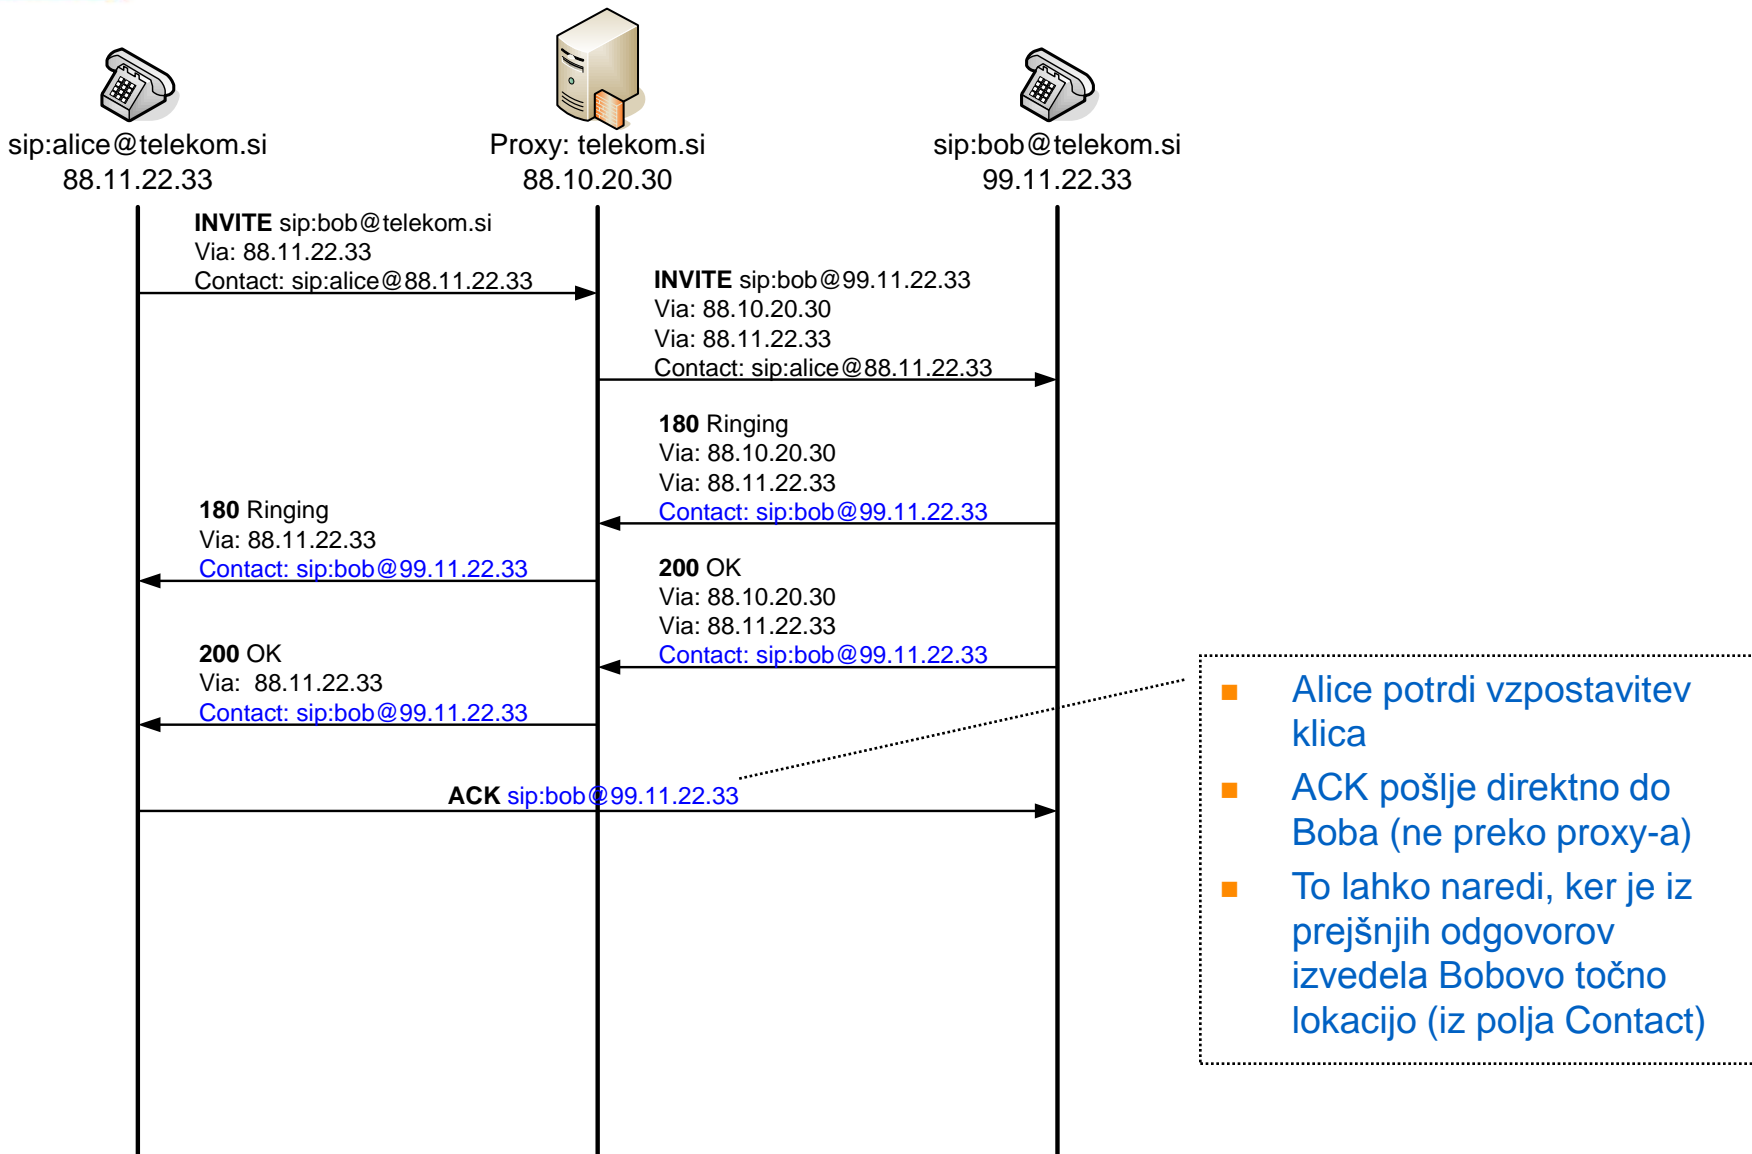 sip:alice@telekom.si
88.11.22.33
Proxy: telekom.si
88.10.20.30
sip:bob@telekom.si
99.11.22.33
INVITE sip:bob@telekom.si
Via: 88.11.22.33
Contact: sip:alice@88.11.22.33
INVITE sip:bob@99.11.22.33
Via: 88.10.20.30
Via: 88.11.22.33
Contact: sip:alice@88.11.22.33
180 Ringing
Via: 88.10.20.30
Via: 88.11.22.33
Contact: sip:bob@99.11.22.33
180 Ringing
Via: 88.11.22.33
Contact: sip:bob@99.11.22.33
200 OK
Via: 88.10.20.30
Via: 88.11.22.33
Contact: sip:bob@99.11.22.33
200 OK
Via: 88.11.22.33
Contact: sip:bob@99.11.22.33
ACK sip:bob@99.11.22.33
Alice potrdi vzpostavitev
klica
ACK pošlje direktno do
Boba (ne preko proxy-a)
To lahko naredi, ker je iz
prejšnjih odgovorov
izvedela Bobovo točno
lokacijo (iz polja Contact)